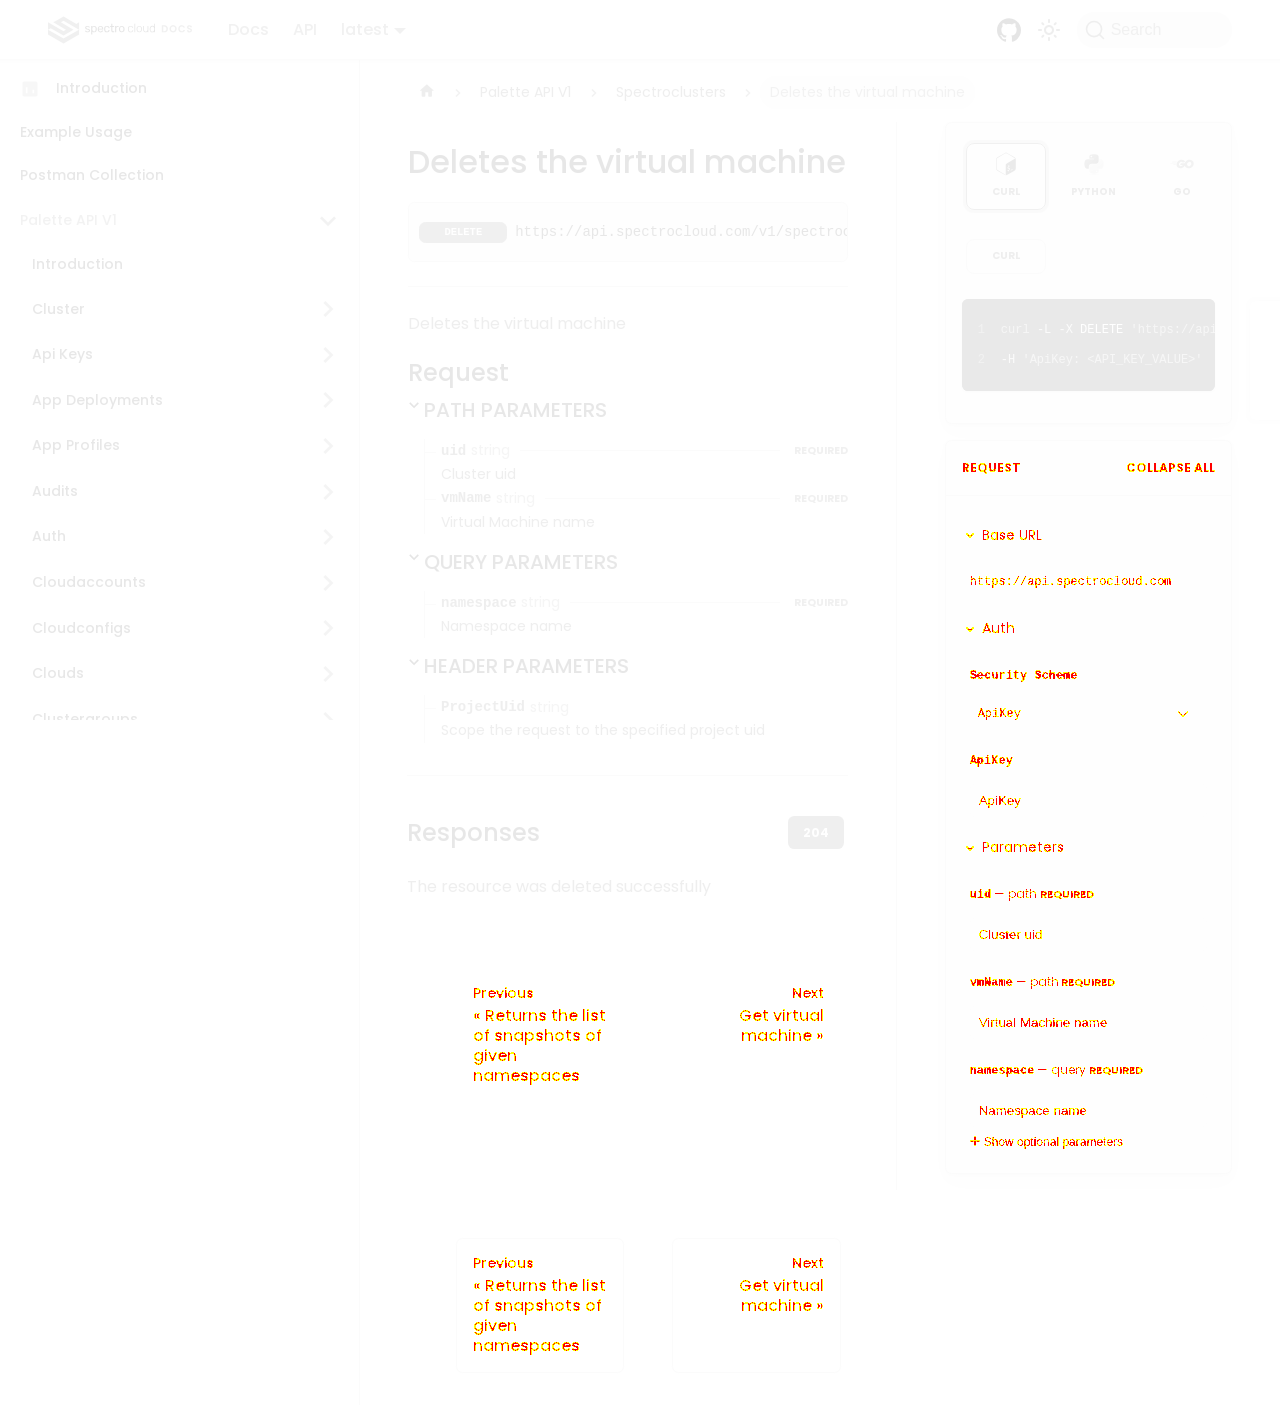 spectro cloud DOCS
Docs API latest
Search
Introduction
Example Usage
Postman Collection
Palette API V1
Introduction
Cluster
Api Keys
App Deployments
App Profiles
Audits
Auth
Cloudaccounts
Cloudconfigs
Clouds
Clustergroups
Palette API V1 › Spectroclusters › Deletes the virtual machine
Deletes the virtual machine
DELETE https://api.spectrocloud.com/v1/spectroc
Deletes the virtual machine
Request
PATH PARAMETERS
uid string REQUIRED
Cluster uid
vmName string REQUIRED
Virtual Machine name
QUERY PARAMETERS
namespace string REQUIRED
Namespace name
HEADER PARAMETERS
ProjectUid string
Scope the request to the specified project uid
Responses
204
The resource was deleted successfully
Previous
« Returns the list
of snapshots of
given
namespaces
Next
Get virtual
machine »
Previous
« Returns the list
of snapshots of
given
namespaces
Next
Get virtual
machine »
CURL PYTHON GO
CURL
1 curl -L -X DELETE 'https://api
2 -H 'ApiKey: <API_KEY_VALUE>'
REQUEST COLLAPSE ALL
Base URL
https://api.spectrocloud.com
Auth
Security Scheme
ApiKey
ApiKey
ApiKey
Parameters
uid — path REQUIRED
Cluster uid
vmName — path REQUIRED
Virtual Machine name
namespace — query REQUIRED
Namespace name
Show optional parameters